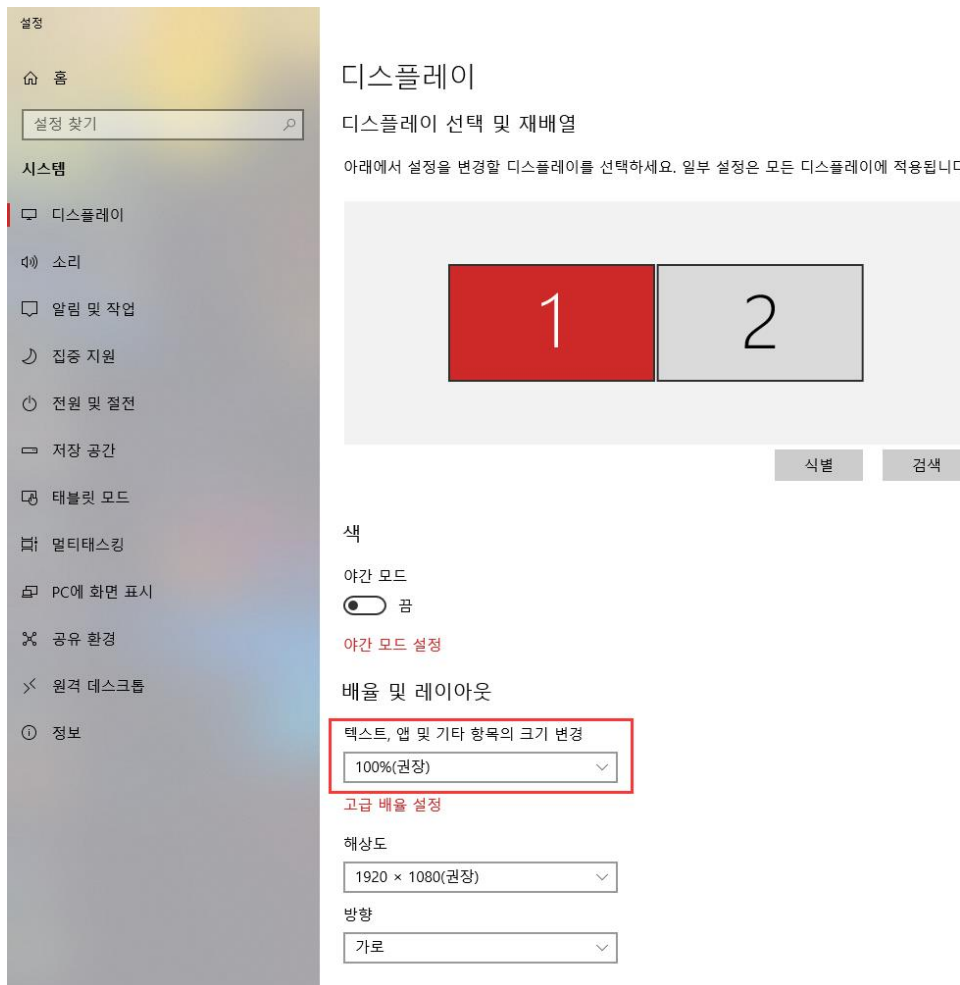 설정
홈
설정 찾기
시스템
디스플레이
소리
알림 및 작업
집중 지원
전원 및 절전
저장 공간
태블릿 모드
멀티태스킹
PC에 화면 표시
공유 환경
원격 데스크톱
정보
디스플레이
디스플레이 선택 및 재배열
아래에서 설정을 변경할 디스플레이를 선택하세요. 일부 설정은 모든 디스플레이에 적용됩니다
1 2
식별 검색
색
야간 모드
끔
야간 모드 설정
배율 및 레이아웃
텍스트, 앱 및 기타 항목의 크기 변경
100%(권장)
고급 배율 설정
해상도
1920 × 1080(권장)
방향
가로